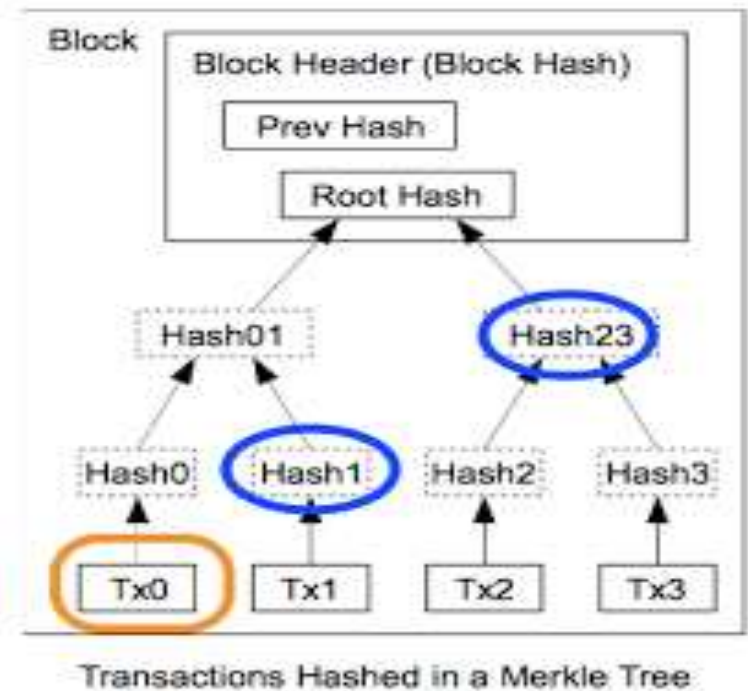 Block
Block Header (Block Hash)
Prev Hash
Root Hash
Hash01 Hash23
Hash0 Hash1 Hash2 Hash3
Tx0 Tx1 Tx2 Tx3
Transactions Hashed in a Merkle Tree